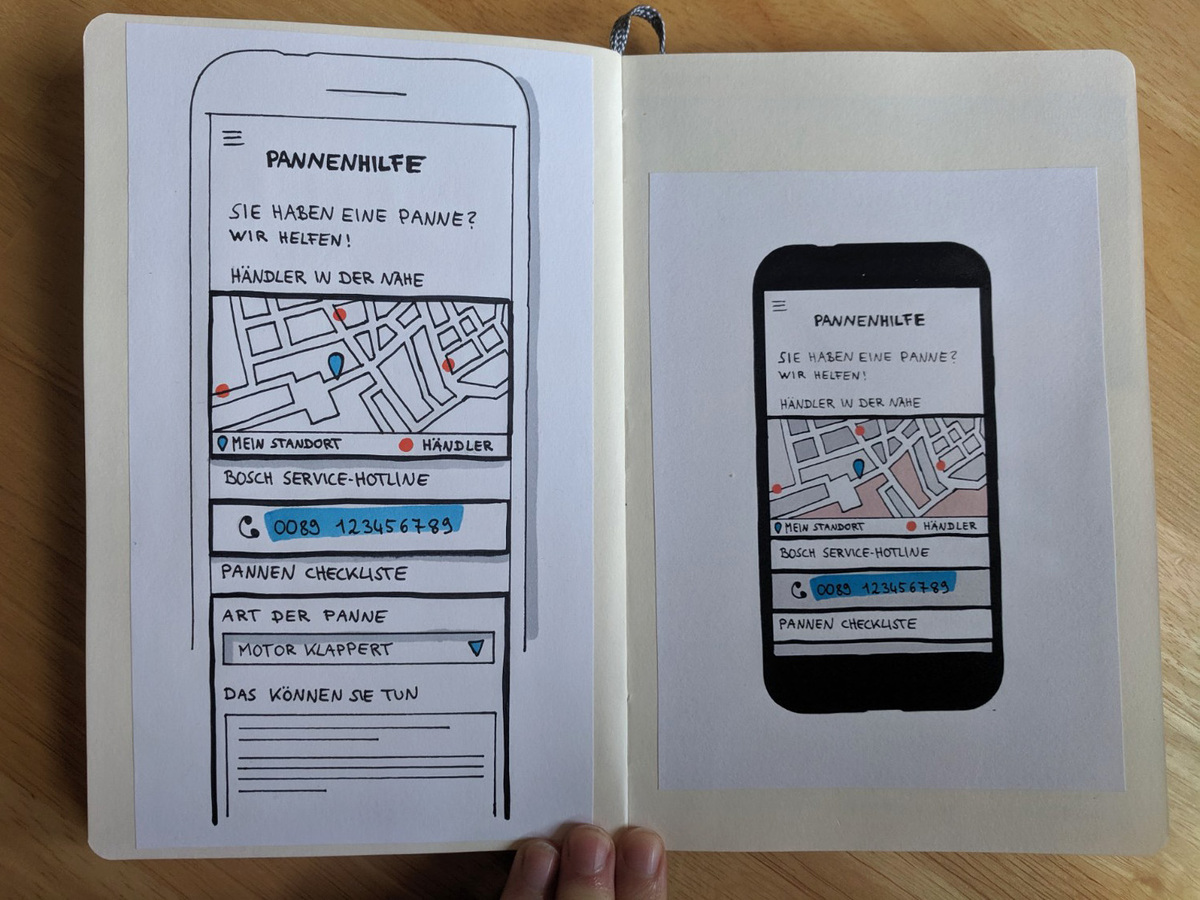 PANNENHILFE
SIE HABEN EINE PANNE?
WIR HELFEN!
HÄNDLER IN DER NÄHE
MEIN STANDORT HÄNDLER
BOSCH SERVICE-HOTLINE
0089 123456789
PANNEN CHECKLISTE
ART DER PANNE
MOTOR KLAPPERT
DAS KÖNNEN SIE TUN
PANNENHILFE
SIE HABEN EINE PANNE?
WIR HELFEN!
HÄNDLER IN DER NÄHE
MEIN STANDORT HÄNDLER
BOSCH SERVICE-HOTLINE
0089 123456789
PANNEN CHECKLISTE